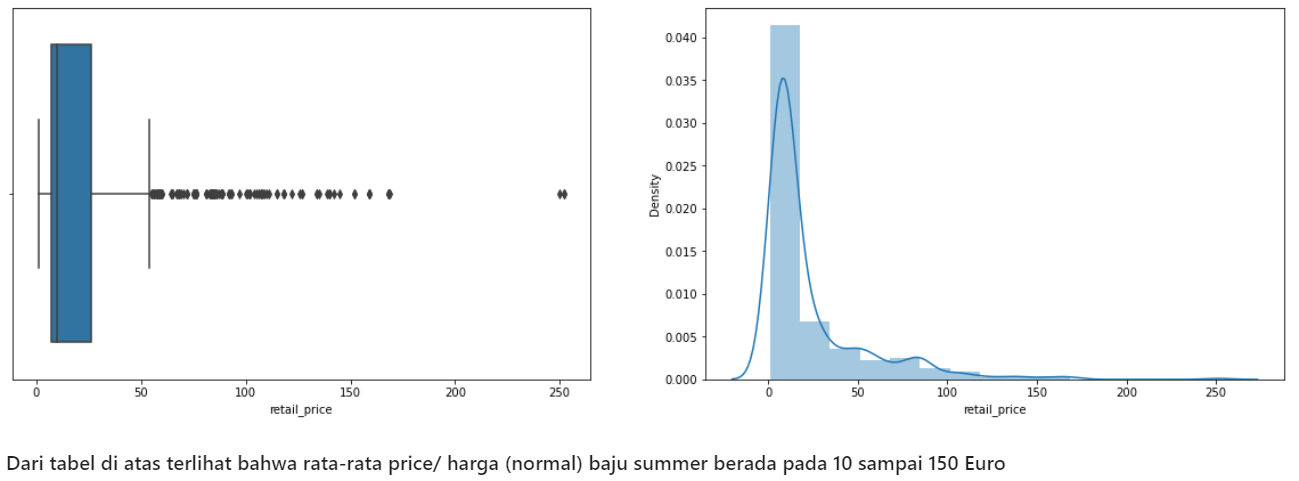 0 50 100 150 200 250
retail_price
0.040
0.035
0.030
0.025
0.020
0.015
0.010
0.005
0.000
Density
0 50 100 150 200 250
retail_price
Dari tabel di atas terlihat bahwa rata-rata price/ harga (normal) baju summer berada pada 10 sampai 150 Euro